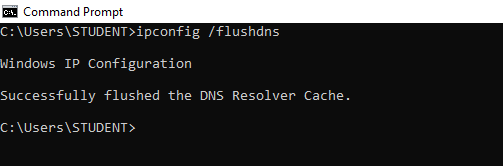 Command Prompt
C:\Users\STUDENT>ipconfig /flushdns
Windows IP Configuration
Successfully flushed the DNS Resolver Cache.
C:\Users\STUDENT>